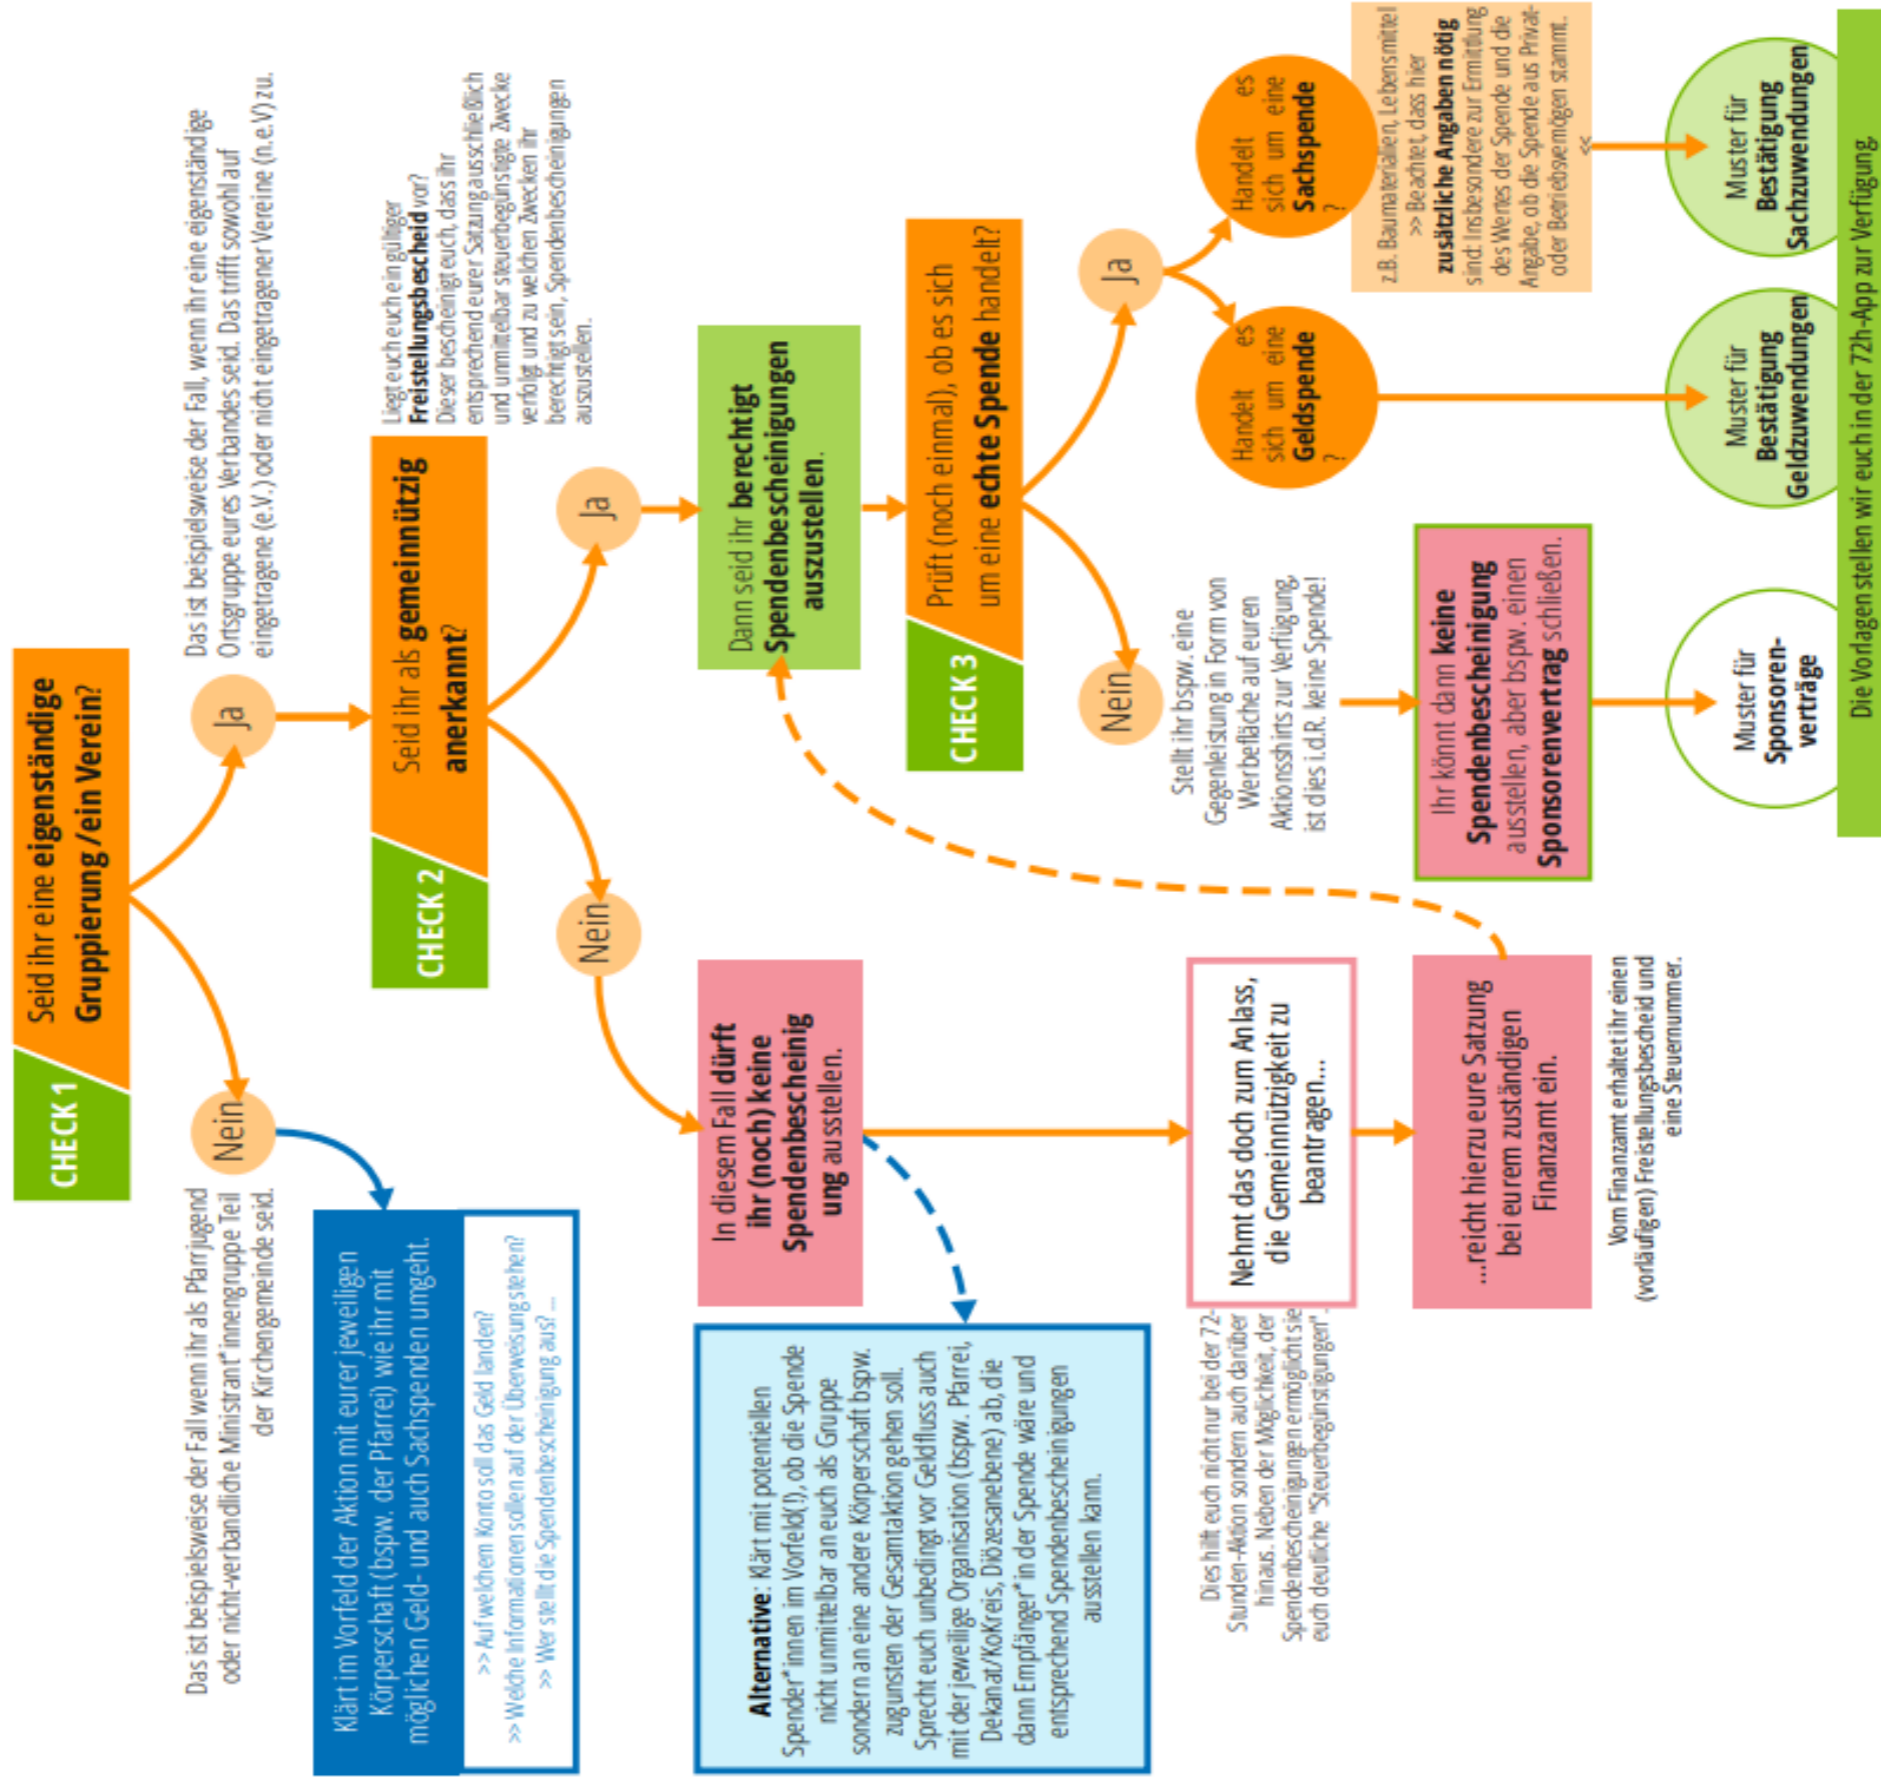 CHECK 1
Seid ihr eine eigenständige
Gruppierung/ein Verein?
Nein
Ja
Das ist beispielsweise der Fall wenn ihr als Pfarrjugend
oder nicht-verbandliche Ministrant*innengruppe Teil
der Kirchengemeinde seid.
Das ist beispielsweise der Fall, wenn ihr eine eigenständige
Ortsgruppe eures Verbandes seid. Das trifft sowohl auf
eingetragene (e.V.) oder nicht eingetragener Vereine (n.e.V) zu.
Klärt im Vorfeld der Aktion mit eurer jeweiligen
Körperschaft (bspw. der Pfarrei) wie ihr mit
möglichen Geld- und auch Sachspenden umgeht.
>> Auf welchem Konto soll das Geld landen?
>> Welche Informationen sollen auf der Überweisung stehen?
>> Wer stellt die Spendenbescheinigung aus? ...
CHECK 2
Seid ihr als gemeinnützig
anerkannt?
Liegt euch euch ein gültiger
Freistellungsbescheid vor?
Dieser bescheinigt euch, dass ihr
entsprechend eurer Satzung ausschließlich
und unmittelbar steuerbegünstigte Zwecke
verfolgt und zu welchen Zwecken ihr
berechtigt sein, Spendenbescheinigungen
auszustellen.
Nein
Ja
In diesem Fall dürft
ihr (noch) keine
Spendenbescheinig
ung ausstellen.
Dann seid ihr berechtigt
Spendenbescheinigungen
auszustellen.
Alternative: Klärt mit potentiellen
Spender*innen im Vorfeld(!), ob die Spende
nicht unmittelbar an euch als Gruppe
sondern an eine andere Körperschaft bspw.
zugunsten der Gesamtaktion gehen soll.
Sprecht euch unbedingt vor Geldfluss auch
mit der jeweilige Organisation (bspw. Pfarrei,
Dekanat/KoKreis, Diözesanebene) ab, die
dann Empfänger*in der Spende wäre und
entsprechend Spendenbescheinigungen
ausstellen kann.
CHECK 3
Prüft (noch einmal), ob es sich
um eine echte Spende handelt?
Nein
Ja
Stellt ihr bspw. eine
Gegenleistung in Form von
Werbefläche auf euren
Aktionsshirts zur Verfügung,
ist dies i.d.R. keine Spende!
Handelt es
sich um eine
Geldspende
?
Handelt es
sich um eine
Sachspende
?
Nehmt das doch zum Anlass,
die Gemeinnützigkeit zu
beantragen...
Dies hilft euch nicht nur bei der 72-
Stunden-Aktion sondern auch darüber
hinaus. Neben der Möglichkeit, der
Spendenbescheinigungen ermöglicht sie
euch deutliche "Steuerbegünstigungen".
z.B. Baumaterialien, Lebensmittel
>> Beachtet, dass hier
zusätzliche Angaben nötig
sind: Insbesondere zur Ermittlung
des Wertes der Spende und die
Angabe, ob die Spende aus Privat-
oder Betriebsvermögen stammt.
<<
...reicht hierzu eure Satzung
bei eurem zuständigen
Finanzamt ein.
Ihr könnt dann keine
Spendenbescheinigung
ausstellen, aber bspw. einen
Sponsorenvertrag schließen.
Vom Finanzamt erhaltet ihr einen
(vorläufigen) Freistellungsbescheid und
eine Steuernummer.
Muster für
Sponsoren-
verträge
Muster für
Bestätigung
Geldzuwendungen
Muster für
Bestätigung
Sachzuwendungen
Die Vorlagen stellen wir euch in der 72h-App zur Verfügung.